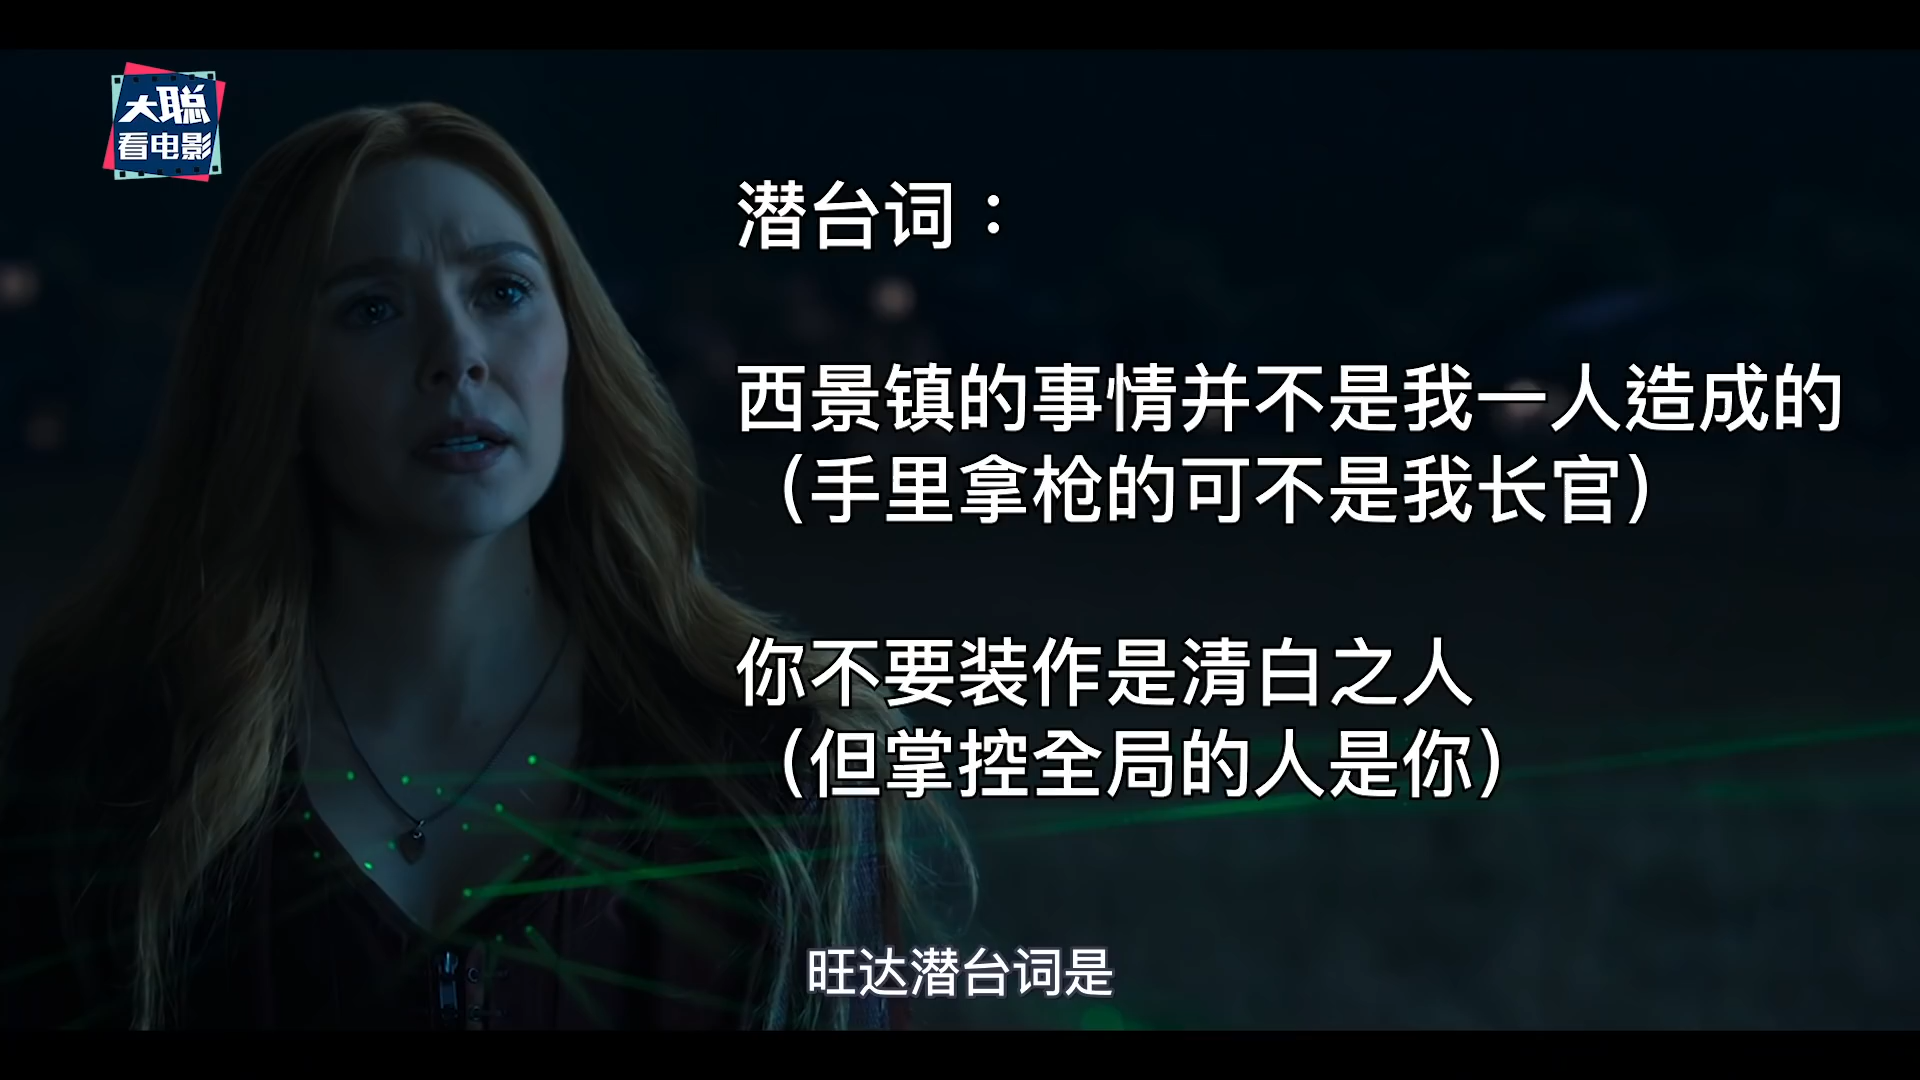 大聪
看电影
潜台词：
西景镇的事情并不是我一人造成的
（手里拿枪的可不是我长官）
你不要装作是清白之人
（但掌控全局的人是你）
旺达潜台词是